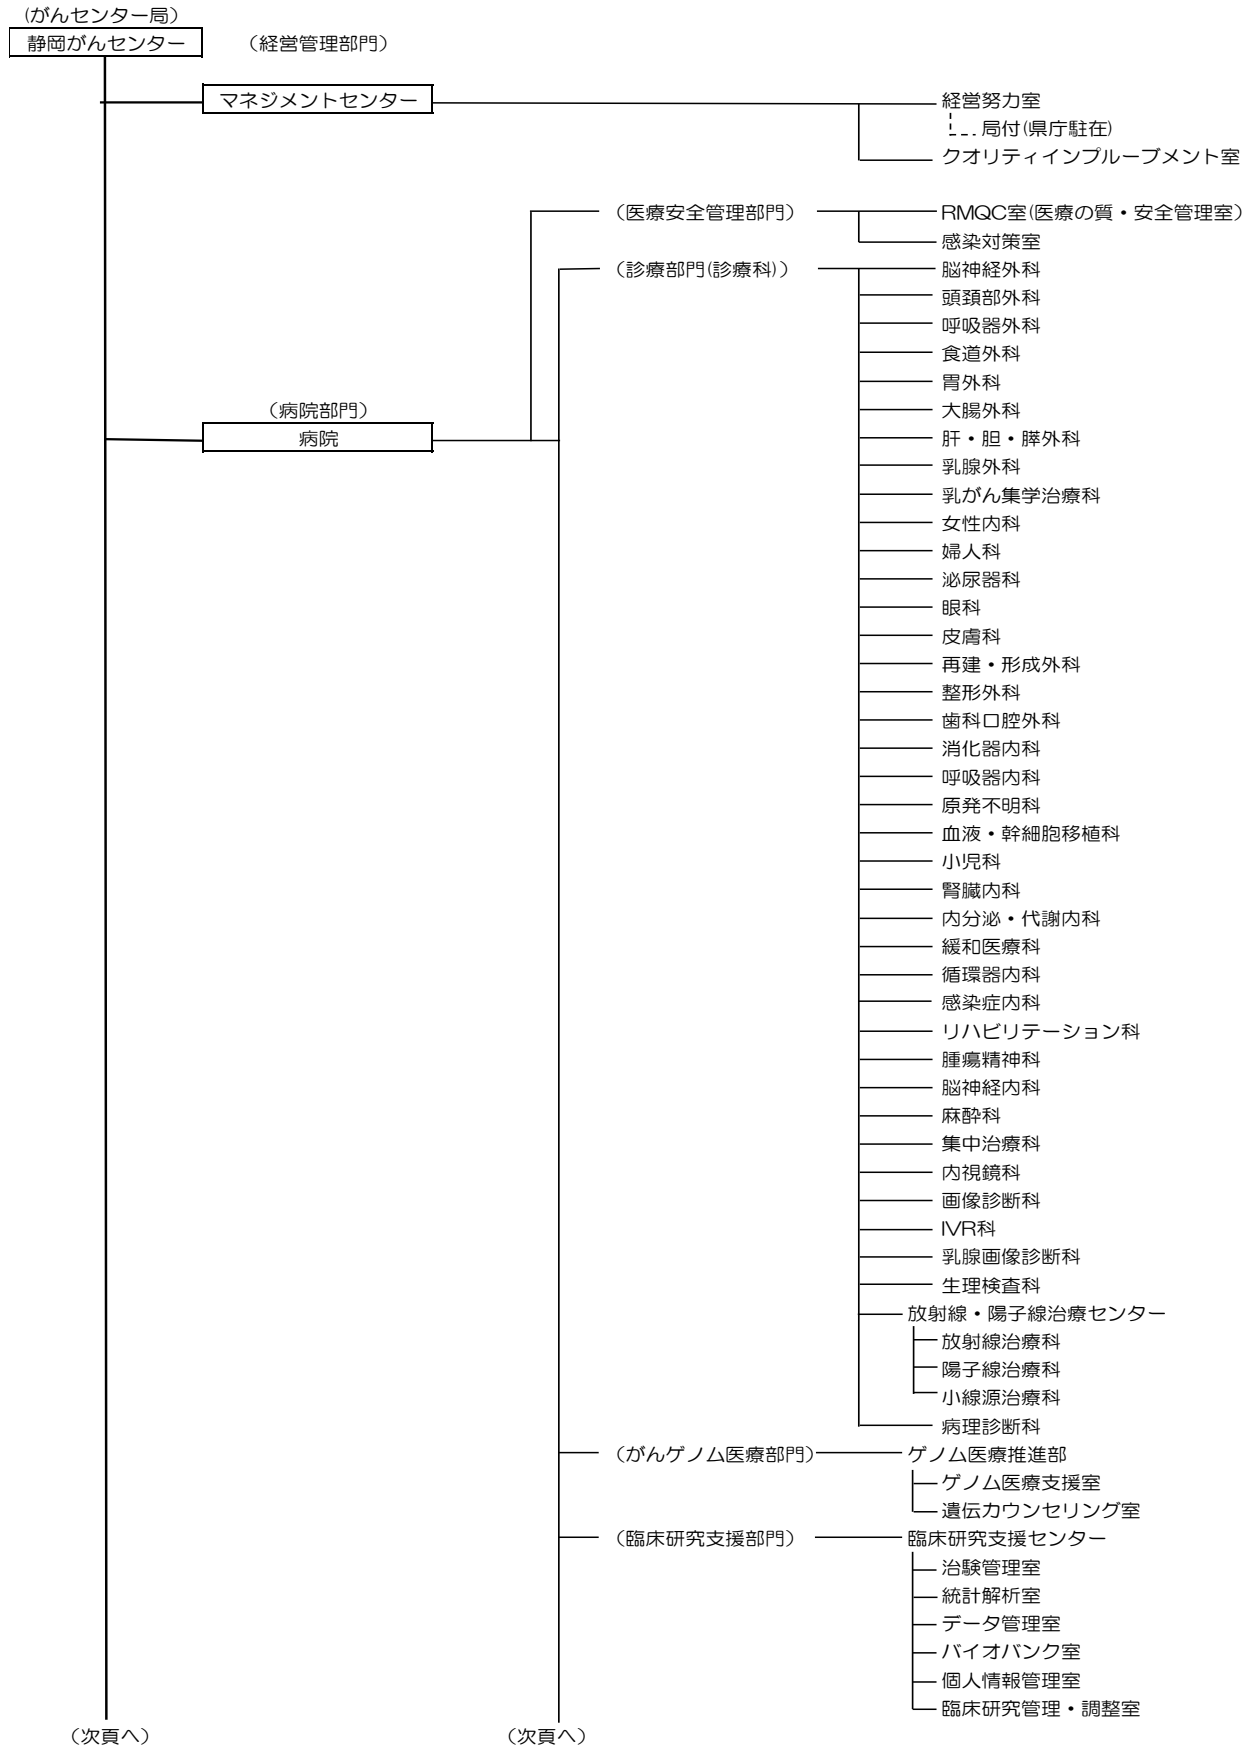 (がんセンター局)
静岡がんセンター (経営管理部門)
マネジメントセンター 経営努力室
局付(県庁駐在)
クオリティインプルーブメント室
(医療安全管理部門) RMQC室(医療の質・安全管理室)
感染対策室
(診療部門(診療科)) 脳神経外科
頭頚部外科
呼吸器外科
食道外科
胃外科
(病院部門) 大腸外科
病院 肝・胆・膵外科
乳腺外科
乳がん集学治療科
女性内科
婦人科
泌尿器科
眼科
皮膚科
再建・形成外科
整形外科
歯科口腔外科
消化器内科
呼吸器内科
原発不明科
血液・幹細胞移植科
小児科
腎臓内科
内分泌・代謝内科
緩和医療科
循環器内科
感染症内科
リハビリテーション科
腫瘍精神科
脳神経内科
麻酔科
集中治療科
内視鏡科
画像診断科
IVR科
乳腺画像診断科
生理検査科
放射線・陽子線治療センター
放射線治療科
陽子線治療科
小線源治療科
病理診断科
(がんゲノム医療部門) ゲノム医療推進部
ゲノム医療支援室
遺伝カウンセリング室
(臨床研究支援部門) 臨床研究支援センター
治験管理室
統計解析室
データ管理室
バイオバンク室
個人情報管理室
臨床研究管理・調整室
(次頁へ) (次頁へ)